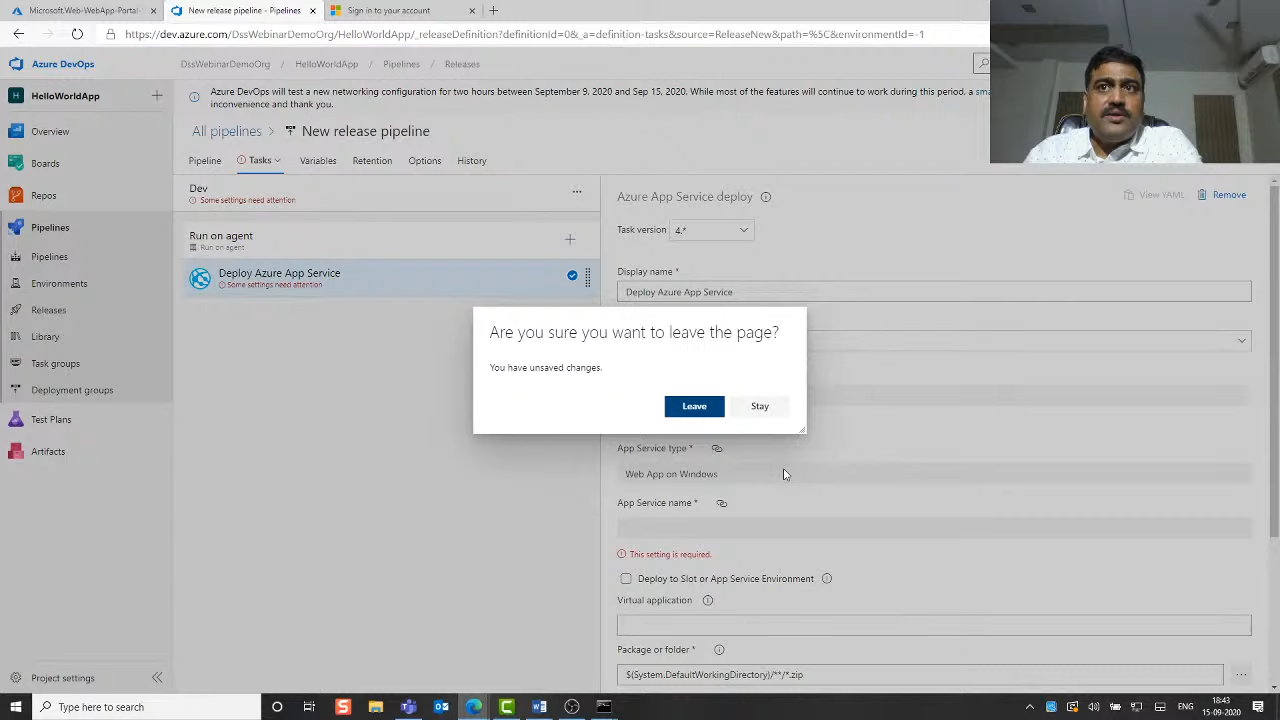 Microsoft.Web-WebApp-Portal-
New release pipeline - Pipelines
Sign in to your account
https://dev.azure.com/DssWebinarDemoOrg/HelloWorldApp/_releaseDefinition?definitionId=0&_a=definition-tasks&source=ReleaseNew&path=%5C&environmentId=-1
Azure DevOps
DssWebinarDemoOrg
HelloWorldApp
Pipelines
Releases
H
HelloWorldApp
Azure DevOps will test a new networking configuration for two hours between September 9, 2020 and Sep 15, 2020. While most of the features will continue to work during this period, a
inconvenience and thank you.
All pipelines > New release pipeline
Pipeline
Tasks
Variables
Retention
Options
History
Overview
Boards
Repos
Pipelines
Pipelines
Environments
Releases
Library
Task groups
Deployment groups
Test Plans
Artifacts
Project settings
Dev
Some settings need attention
Run on agent
Run on agent
Deploy Azure App Service
Some settings need attention
Azure App Service deploy
View YAML
Remove
Task version
4.*
Display name *
Deploy Azure App Service
Are you sure you want to leave the page?
You have unsaved changes.
Leave
Stay
App Service type *
Web App on Windows
App Service name *
This setting is required.
Deploy to Slot or App Service Environment
Virtual application
Package or folder *
$(System.DefaultWorkingDirectory)/**/*.zip
Type here to search
ENG
18:43
15-09-2020